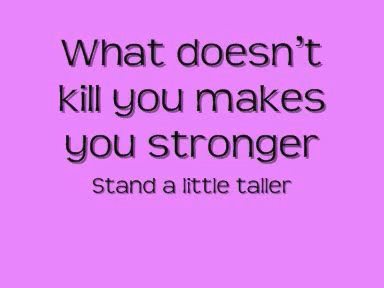 What doesn’t
kill you makes
you stronger
Stand a little taller